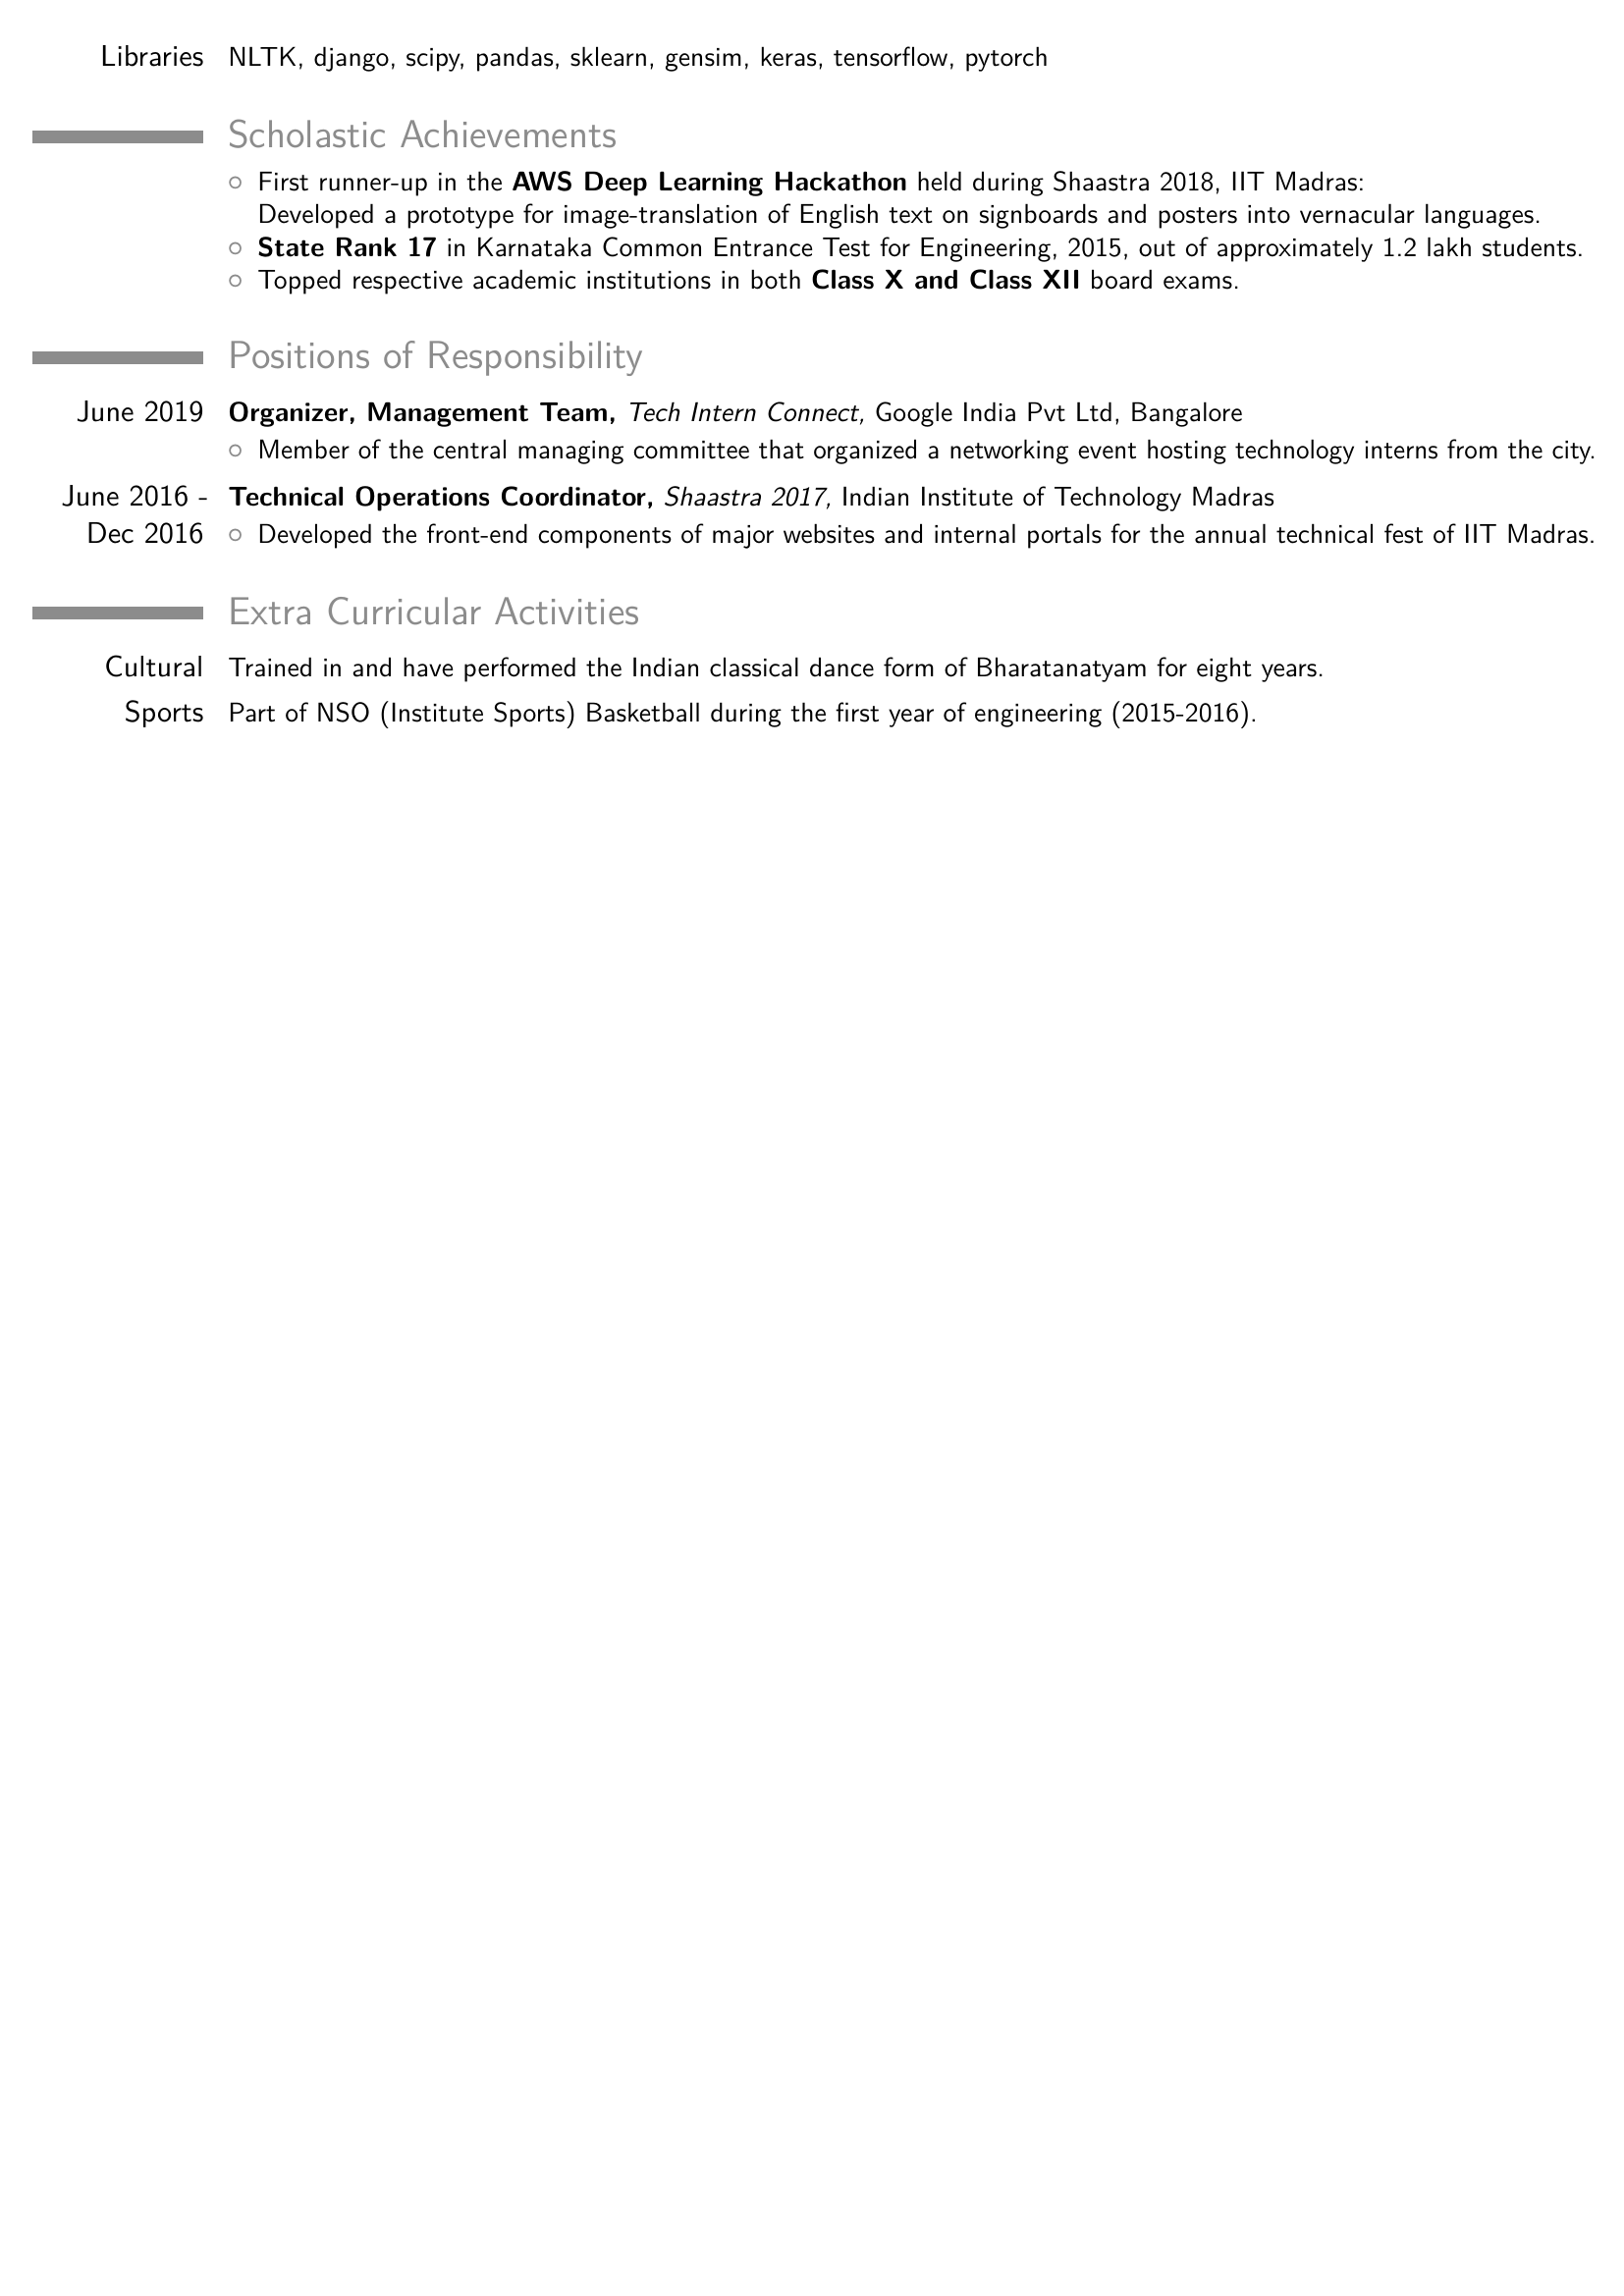 Libraries NLTK, django, scipy, pandas, sklearn, gensim, keras, tensorflow, pytorch
Scholastic Achievements
○ First runner-up in the AWS Deep Learning Hackathon held during Shaastra 2018, IIT Madras:
Developed a prototype for image-translation of English text on signboards and posters into vernacular languages.
○ State Rank 17 in Karnataka Common Entrance Test for Engineering, 2015, out of approximately 1.2 lakh students.
○ Topped respective academic institutions in both Class X and Class XII board exams.
Positions of Responsibility
June 2019 Organizer, Management Team, Tech Intern Connect, Google India Pvt Ltd, Bangalore
○ Member of the central managing committee that organized a networking event hosting technology interns from the city.
June 2016 - Technical Operations Coordinator, Shaastra 2017, Indian Institute of Technology Madras
Dec 2016 ○ Developed the front-end components of major websites and internal portals for the annual technical fest of IIT Madras.
Extra Curricular Activities
Cultural Trained in and have performed the Indian classical dance form of Bharatanatyam for eight years.
Sports Part of NSO (Institute Sports) Basketball during the first year of engineering (2015-2016).